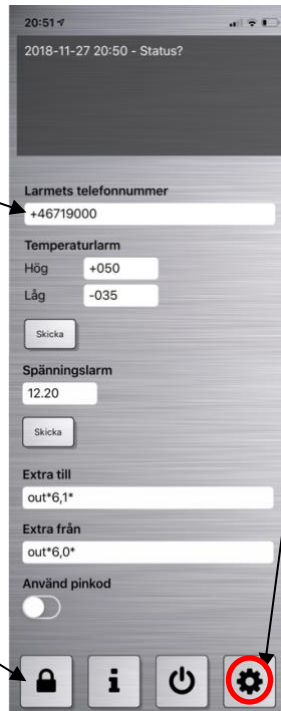 20:51
2018-11-27 20:50 - Status?
Larmets telefonnummer
+46719000
Temperaturlarm
Hög +050
Låg -035
Skicka
Spänningslarm
12.20
Skicka
Extra till
out*6,1*
Extra från
out*6,0*
Använd pinkod